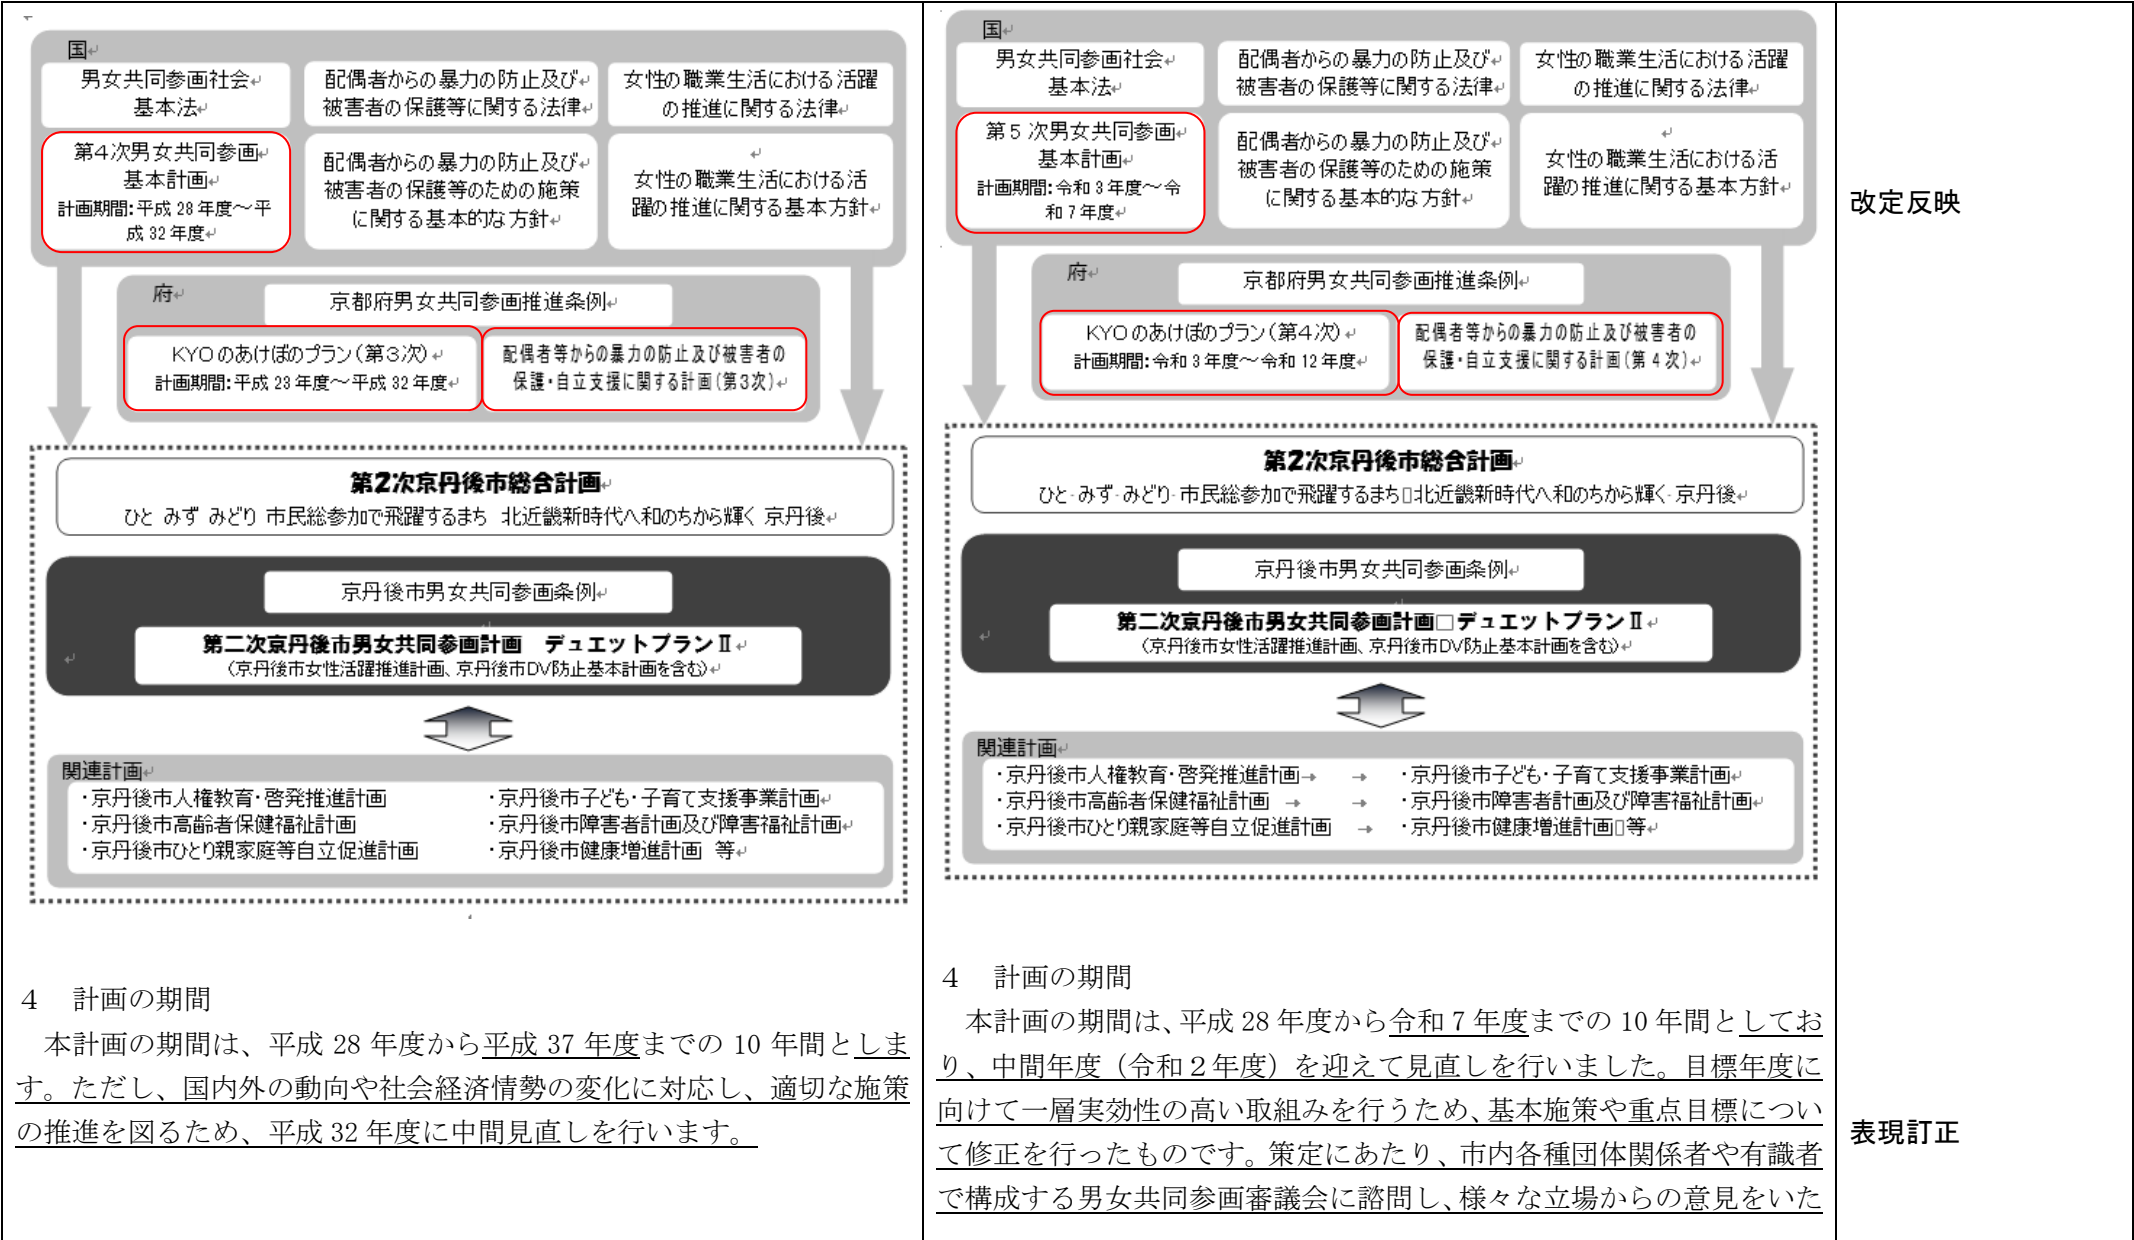 国
男女共同参画社会
基本法
配偶者からの暴力の防止及び
被害者の保護等に関する法律
女性の職業生活における活躍
の推進に関する法律
第4次男女共同参画
基本計画
計画期間:平成 28 年度～平
成 32 年度
配偶者からの暴力の防止及び
被害者の保護等のための施策
に関する基本的な方針
女性の職業生活における活
躍の推進に関する基本方針
府
京都府男女共同参画推進条例
KYOのあけぼのプラン(第3次)
計画期間:平成 23 年度～平成 32 年度
配偶者等からの暴力の防止及び被害者の
保護・自立支援に関する計画(第3次)
第2次京丹後市総合計画
ひと みず みどり 市民総参加で飛躍するまち 北近畿新時代へ和のちから輝く 京丹後
京丹後市男女共同参画条例
第二次京丹後市男女共同参画計画 デュエットプランⅡ
(京丹後市女性活躍推進計画、京丹後市DV防止基本計画を含む)
関連計画
・京丹後市人権教育・啓発推進計画 ・京丹後市子ども・子育て支援事業計画
・京丹後市高齢者保健福祉計画 ・京丹後市障害者計画及び障害福祉計画
・京丹後市ひとり親家庭等自立促進計画 ・京丹後市健康増進計画 等
4 計画の期間
本計画の期間は、平成 28 年度から平成 37 年度までの 10 年間としま
す。ただし、国内外の動向や社会経済情勢の変化に対応し、適切な施策
の推進を図るため、平成 32 年度に中間見直しを行います。
国
男女共同参画社会
基本法
配偶者からの暴力の防止及び
被害者の保護等に関する法律
女性の職業生活における活躍
の推進に関する法律
第5次男女共同参画
基本計画
計画期間:令和 3 年度～令
和 7 年度
配偶者からの暴力の防止及び
被害者の保護等のための施策
に関する基本的な方針
女性の職業生活における活
躍の推進に関する基本方針
府
京都府男女共同参画推進条例
KYOのあけぼのプラン(第4次)
計画期間:令和 3 年度～令和 12 年度
配偶者等からの暴力の防止及び被害者の
保護・自立支援に関する計画(第 4 次)
第2次京丹後市総合計画
ひと・みず・みどり・市民総参加で飛躍するまち□北近畿新時代へ和のちから輝く・京丹後
京丹後市男女共同参画条例
第二次京丹後市男女共同参画計画□デュエットプランⅡ
(京丹後市女性活躍推進計画、京丹後市DV防止基本計画を含む)
関連計画
・京丹後市人権教育・啓発推進計画→ → ・京丹後市子ども・子育て支援事業計画
・京丹後市高齢者保健福祉計画 → → ・京丹後市障害者計画及び障害福祉計画
・京丹後市ひとり親家庭等自立促進計画 → ・京丹後市健康増進計画□等
4 計画の期間
本計画の期間は、平成 28 年度から令和 7 年度までの 10 年間としてお
り、中間年度（令和２年度）を迎えて見直しを行いました。目標年度に
向けて一層実効性の高い取組みを行うため、基本施策や重点目標につい
て修正を行ったものです。策定にあたり、市内各種団体関係者や有識者
で構成する男女共同参画審議会に諮問し、様々な立場からの意見をいた
改定反映
表現訂正